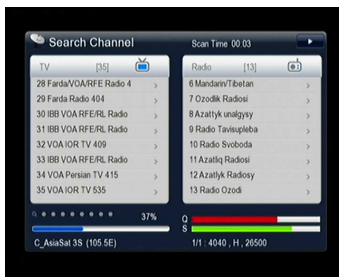 Search Channel
Scan Time 00:03
TV [35]
Radio [13]
28 Farda/VOA/RFE Radio 4
29 Farda Radio 404
30 IBB VOA RFE/RL Radio
31 IBB VOA RFE/RL Radio
32 VOA IOR TV 409
33 IBB VOA RFE/RL Radio
34 VOA Persian TV 415
35 VOA IOR TV 535
6 Mandarin/Tibetan
7 Ozodlik Radiosi
8 Azattyk unalgysy
9 Radio Tavisupleba
10 Radio Svoboda
11 Azatliq Radiosi
12 Azatlyk Radiosy
13 Radio Ozodi
37%
Q
S
C_AsiaSat 3S (105.5E)
1/1 : 4040 , H , 26500